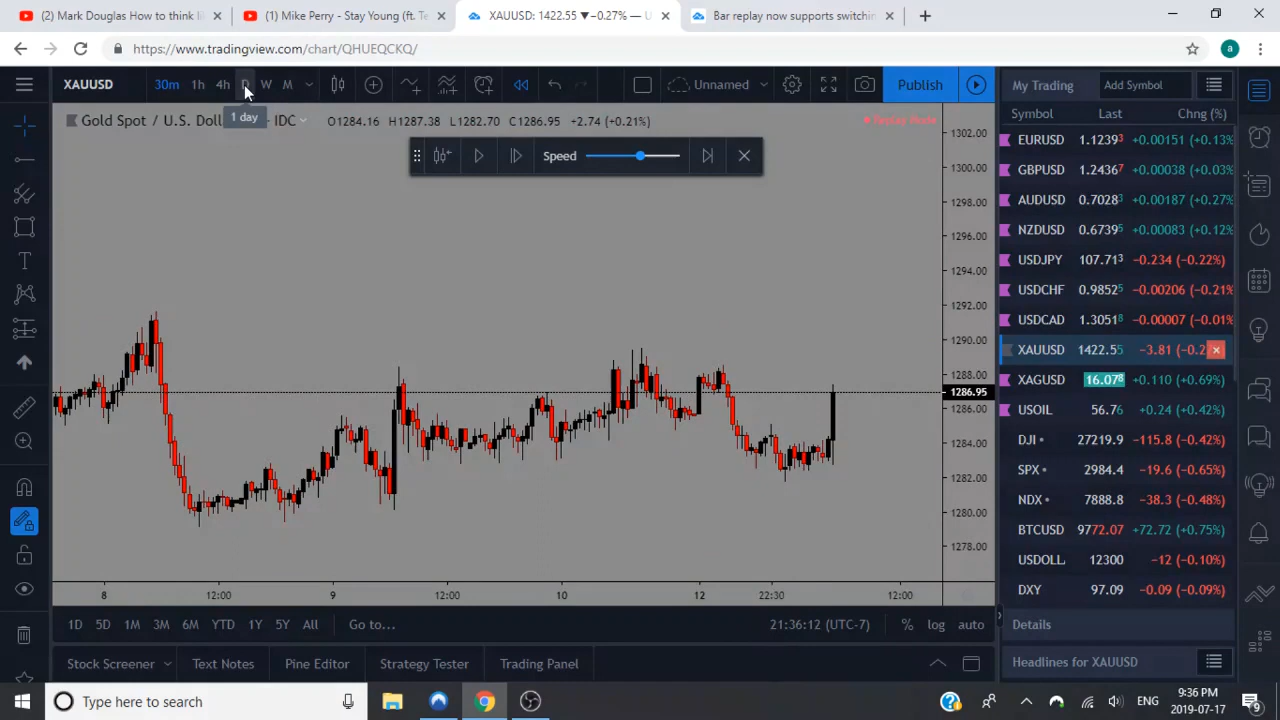 (2) Mark Douglas How to think li
(1) Mike Perry - Stay Young (ft. Te
XAUUSD: 1422.55 ▼−0.27% — U
Bar replay now supports switchin
https://www.tradingview.com/chart/QHUEQCKQ/
a
XAUUSD 30m 1h 4h D W M Unnamed Publish
1 day
Gold Spot / U.S. Doll IDC O1284.16 H1287.38 L1282.70 C1286.95 +2.74 (+0.21%)
Replay Mode
Speed
1302.00
1300.00
1298.00
1296.00
1294.00
1292.00
1290.00
1288.00
1286.95
1286.00
1284.00
1282.00
1280.00
1278.00
8 12:00 9 12:00 10 12 22:30 12:00
1D 5D 1M 3M 6M YTD 1Y 5Y All Go to... 21:36:12 (UTC-7) % log auto
Stock Screener Text Notes Pine Editor Strategy Tester Trading Panel
My Trading Add Symbol
Symbol Last Chng (%)
EURUSD 1.12393 +0.00151 (+0.13%
GBPUSD 1.24367 +0.00038 (+0.03%
AUDUSD 0.70283 +0.00187 (+0.27%
NZDUSD 0.67395 +0.00083 (+0.12%
USDJPY 107.713 −0.234 (−0.22%)
USDCHF 0.98525 −0.00206 (−0.21%
USDCAD 1.30518 −0.00007 (−0.01%
XAUUSD 1422.55 −3.81 (−0.2
XAGUSD 16.078 +0.110 (+0.69%)
USOIL 56.76 +0.24 (+0.42%)
DJI 27219.9 −115.8 (−0.42%)
SPX 2984.4 −19.6 (−0.65%)
NDX 7888.8 −38.3 (−0.48%)
BTCUSD 9772.07 +72.72 (+0.75%)
USDOLL 12300 −12 (−0.10%)
DXY 97.09 −0.09 (−0.09%)
Details
Headlines for XAUUSD
Type here to search
ENG
9:36 PM
2019-07-17
9